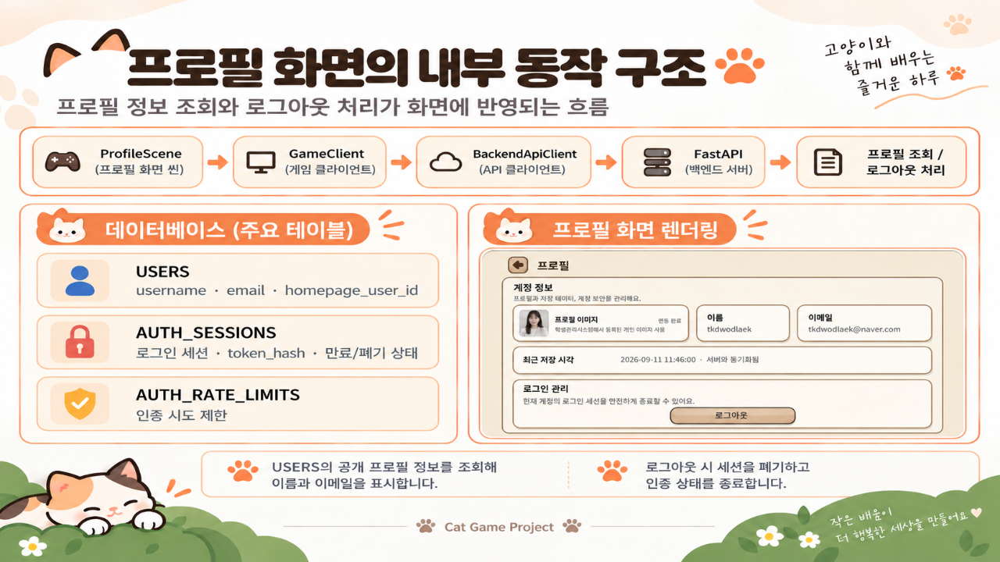 프로필 화면의 내부 동작 구조
프로필 정보 조회와 로그아웃 처리가 화면에 반영되는 흐름
고양이와
함께 배우는
즐거운 하루
ProfileScene
(프로필 화면 씬)
GameClient
(게임 클라이언트)
BackendApiClient
(API 클라이언트)
FastAPI
(백엔드 서버)
프로필 조회 /
로그아웃 처리
데이터베이스 (주요 테이블)
USERS
username · email · homepage_user_id
AUTH_SESSIONS
로그인 세션 · token_hash · 만료/폐기 상태
AUTH_RATE_LIMITS
인증 시도 제한
프로필 화면 렌더링
프로필
계정 정보
프로필과 저장 데이터, 계정 보안을 관리해요.
프로필 이미지
연동 완료
학생관리시스템에서 등록된 개인 이미지 사용
이름
tkdwodlaek
이메일
tkdwodlaek@naver.com
최근 저장 시각
2026-09-11 11:46:00 · 서버와 동기화됨
로그인 관리
현재 계정의 로그인 세션을 안전하게 종료할 수 있어요.
로그아웃
USERS의 공개 프로필 정보를 조회해
이름과 이메일을 표시합니다.
로그아웃 시 세션을 폐기하고
인증 상태를 종료합니다.
Cat Game Project
작은 배움이
더 행복한 세상을 만들어요